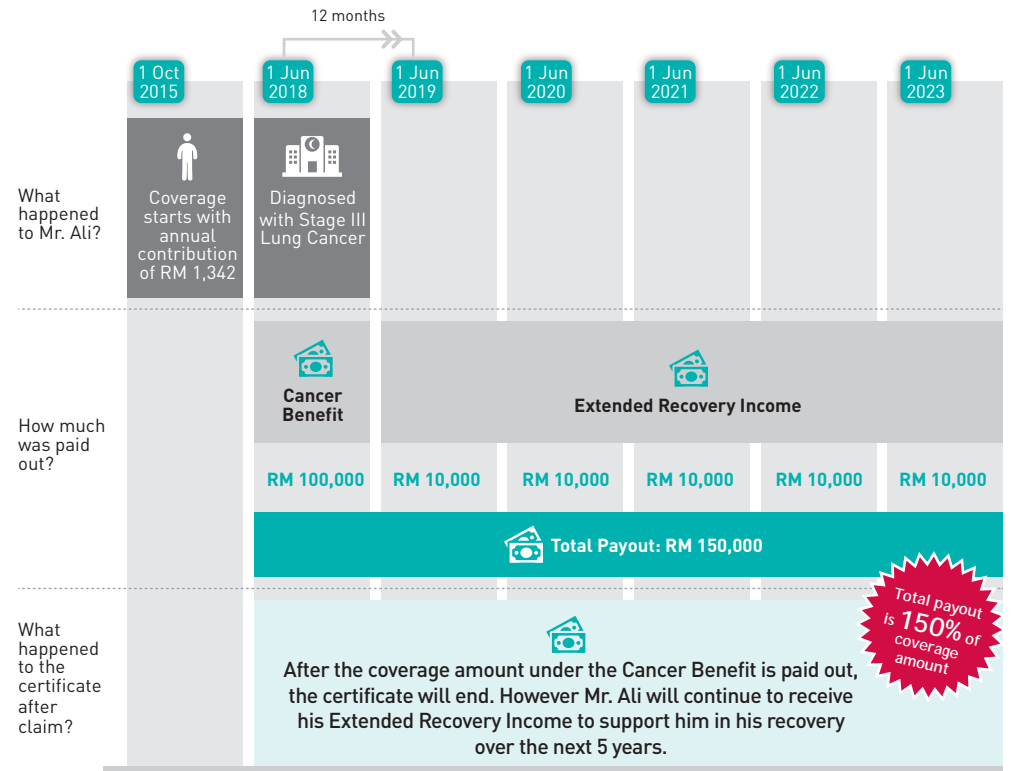 12 months
1 Oct
2015
1 Jun
2018
1 Jun
2019
1 Jun
2020
1 Jun
2021
1 Jun
2022
1 Jun
2023
What
happened
to Mr. Ali?
Coverage
starts with
annual
contribution
of RM 1,342
Diagnosed
with Stage III
Lung Cancer
How much
was paid
out?
Cancer
Benefit
Extended Recovery Income
RM 100,000
RM 10,000
RM 10,000
RM 10,000
RM 10,000
RM 10,000
Total Payout: RM 150,000
Total payout
is 150% of
coverage
amount
What
happened
to the
certificate
after
claim?
After the coverage amount under the Cancer Benefit is paid out,
the certificate will end. However Mr. Ali will continue to receive
his Extended Recovery Income to support him in his recovery
over the next 5 years.